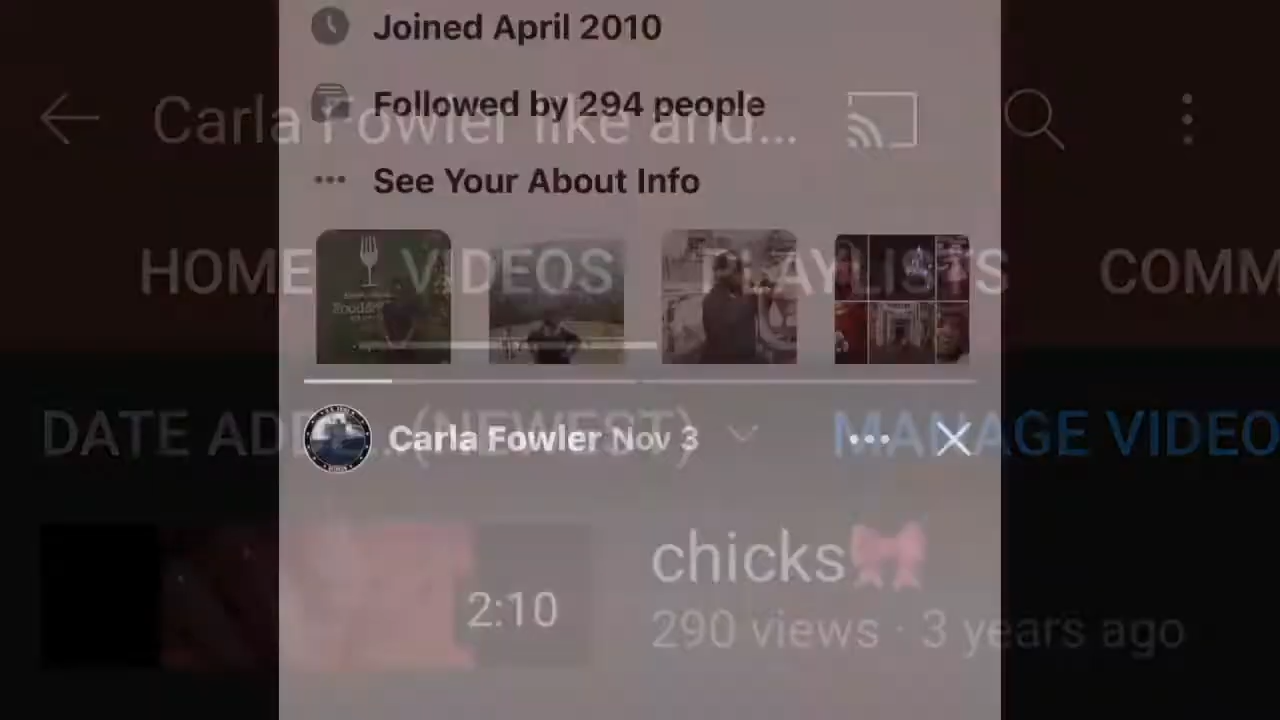 Joined April 2010
Followed by 294 people
Carla Fowler like and...
See Your About Info
HOME VIDEOS PLAYLISTS COMM
DATE ADDED (NEWEST) MANAGE VIDEO
Carla Fowler Nov 3
chicks🎀
2:10
290 views · 3 years ago